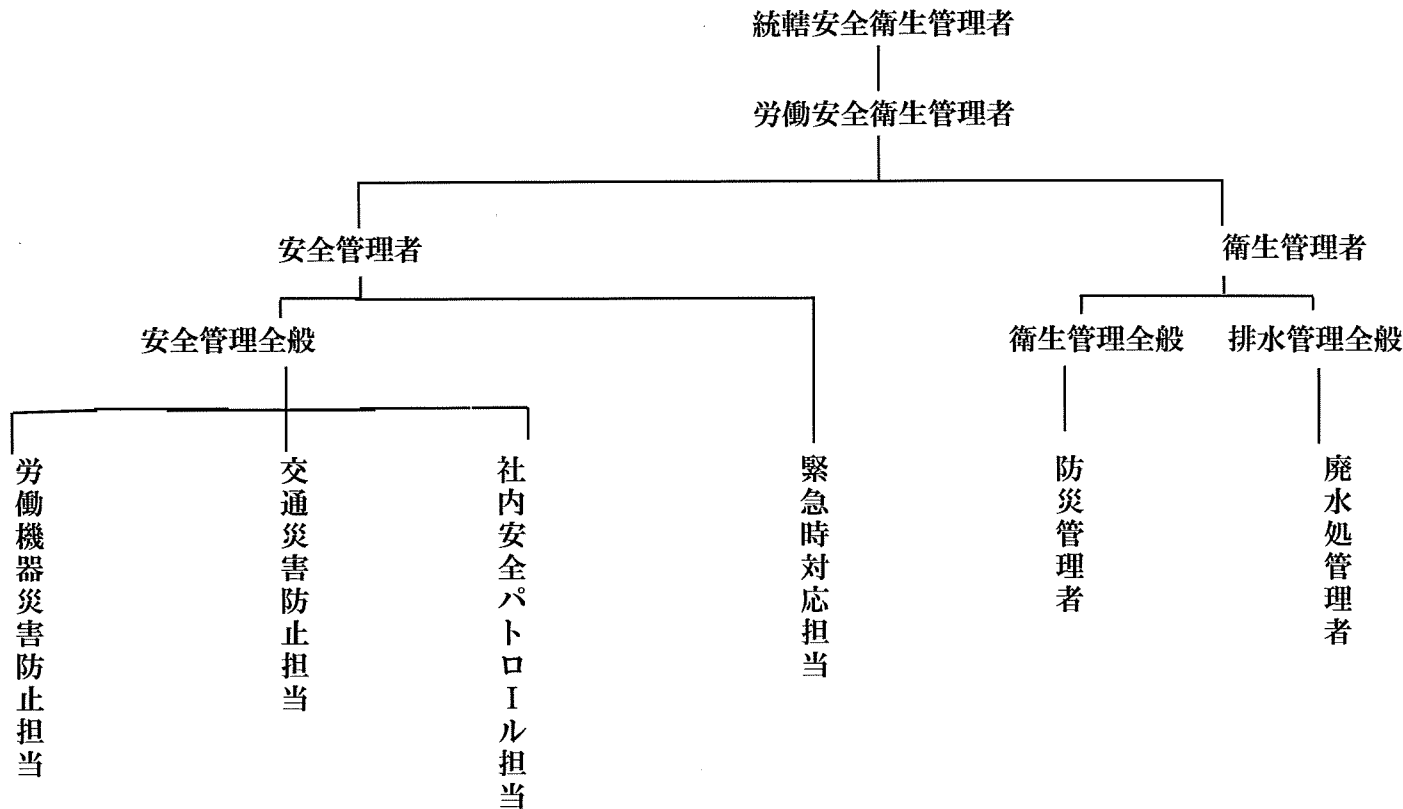 統轄安全衛生管理者
労働安全衛生管理者
安全管理者
衛生管理者
安全管理全般
衛生管理全般
排水管理全般
労働機器災害防止担当
交通災害防止担当
社内安全パトロⅠル担当
緊急時対応担当
防災管理者
廃水処管理者